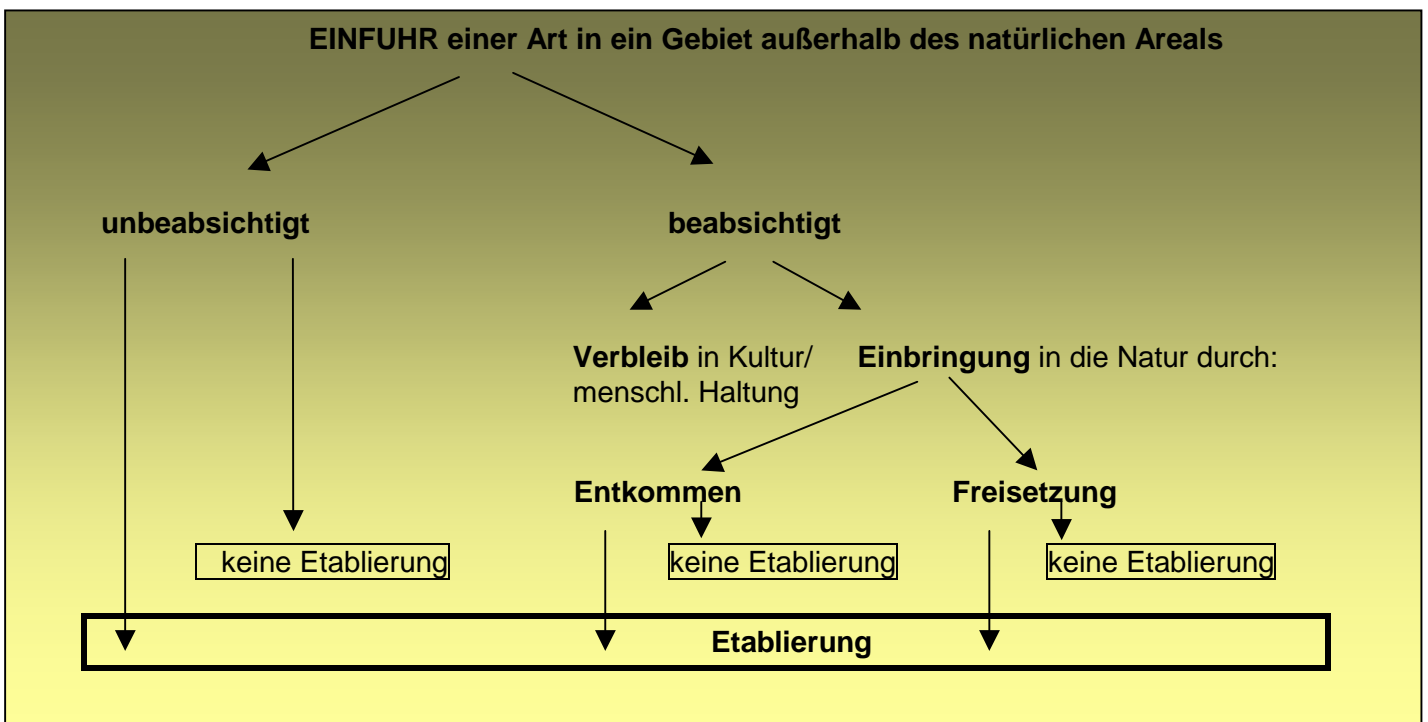 EINFUHR einer Art in ein Gebiet außerhalb des natürlichen Areals
unbeabsichtigt
beabsichtigt
Verbleib in Kultur/
menschl. Haltung
Einbringung in die Natur durch:
Entkommen
Freisetzung
keine Etablierung
keine Etablierung
keine Etablierung
Etablierung